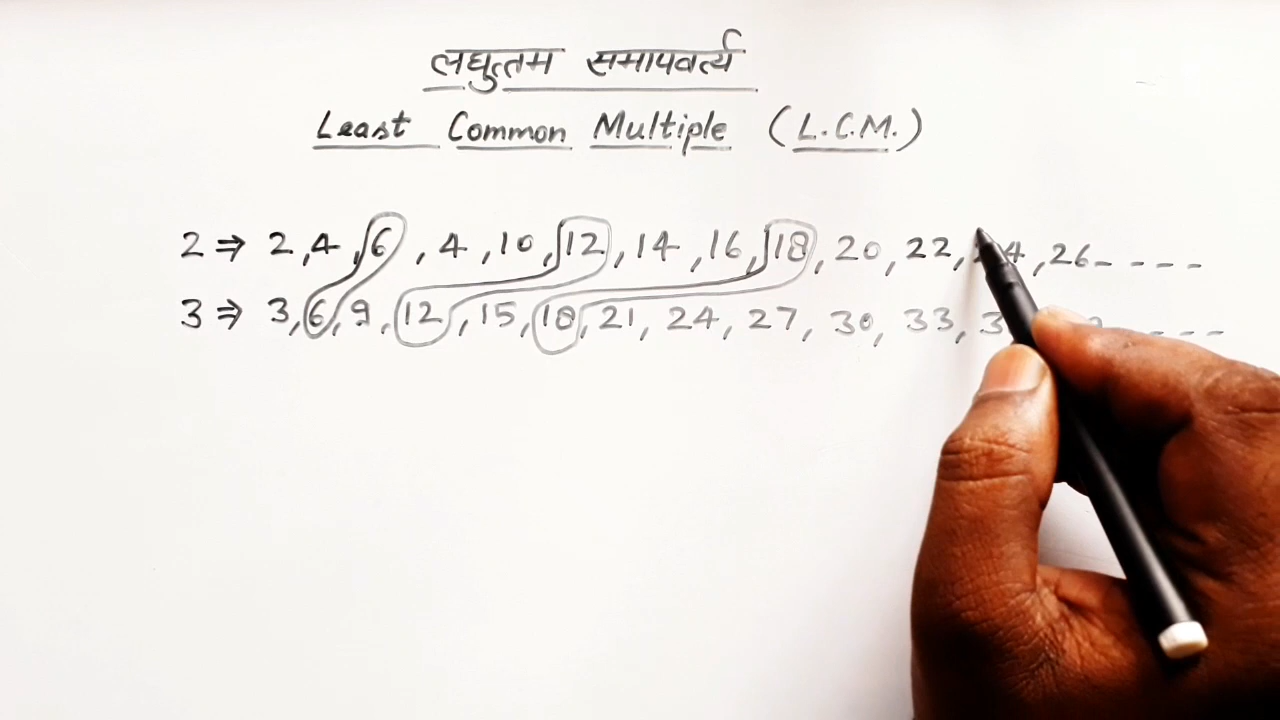 लघुत्तम समापवर्त्य
Least Common Multiple (L.C.M.)
2 ⇒ 2, 4, 6, 4, 10, 12, 14, 16, 18, 20, 22, 24, 26----
3 ⇒ 3, 6, 9, 12, 15, 18, 21, 24, 27, 30, 33, ----